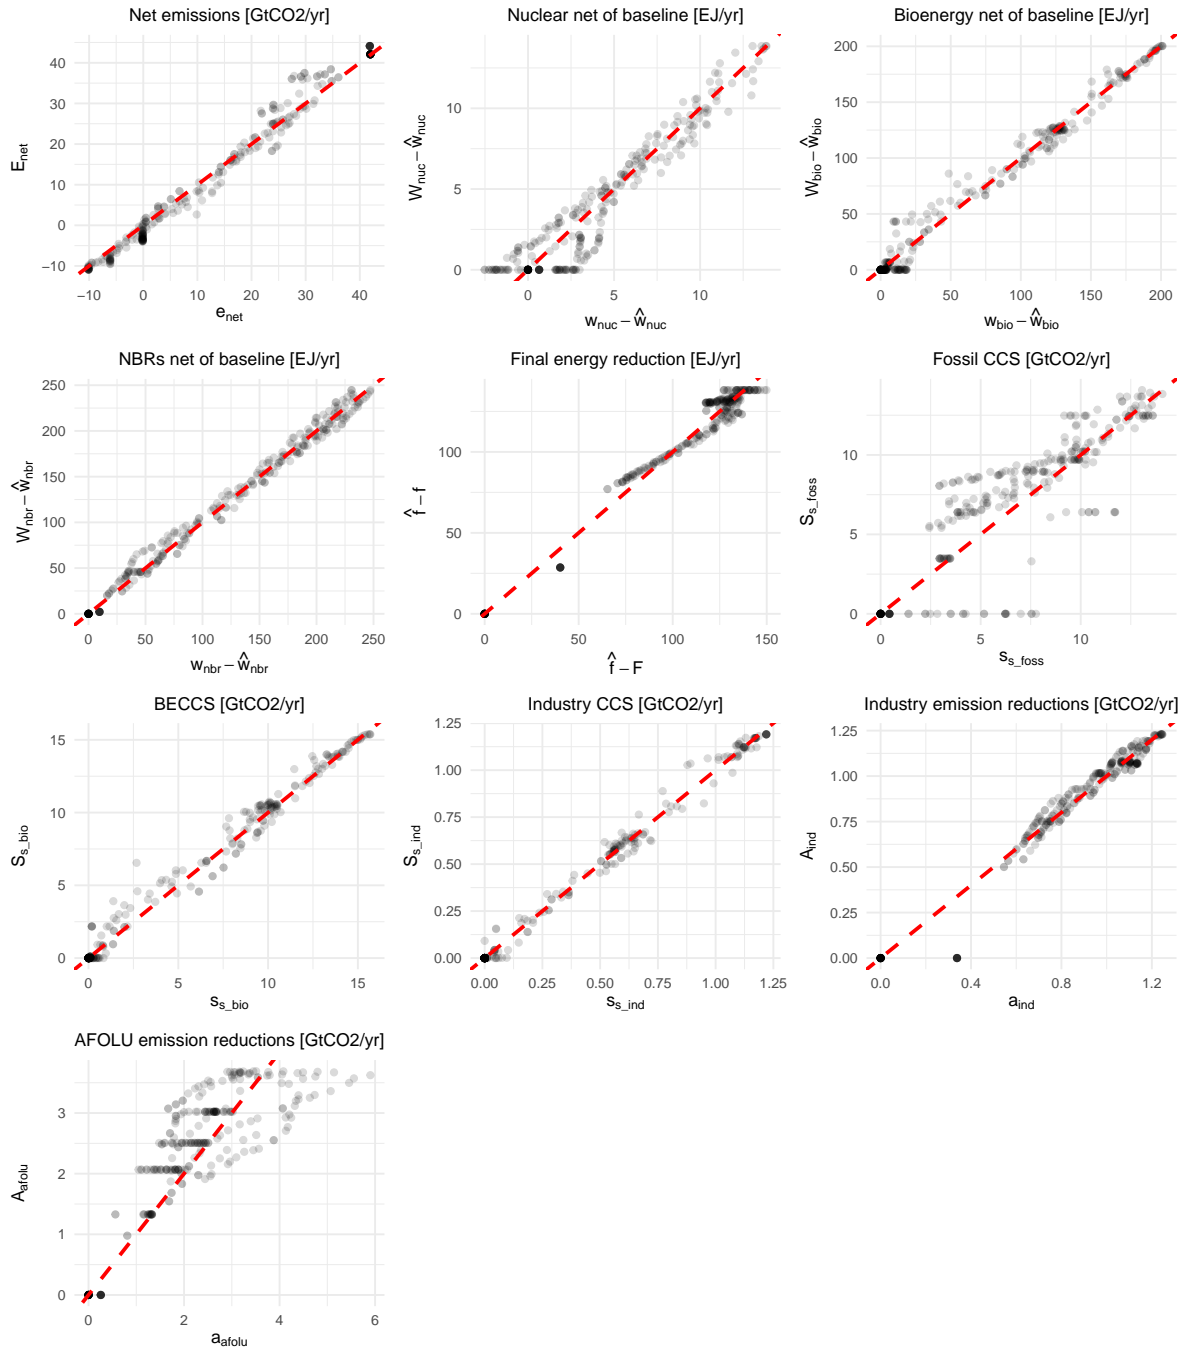 Net emissions [GtCO2/yr]
40
30
20
10
0
−10
−10 0 10 20 30 40
E_net
e_net
Nuclear net of baseline [EJ/yr]
10
5
0
0 5 10
W_nuc − ŵ_nuc
w_nuc − ŵ_nuc
Bioenergy net of baseline [EJ/yr]
200
150
100
50
0
0 50 100 150 200
W_bio − ŵ_bio
w_bio − ŵ_bio
NBRs net of baseline [EJ/yr]
250
200
150
100
50
0
0 50 100 150 200 250
W_nbr − ŵ_nbr
w_nbr − ŵ_nbr
Final energy reduction [EJ/yr]
100
50
0
0 50 100 150
f̂ − f
f̂ − F
Fossil CCS [GtCO2/yr]
10
5
0
0 5 10
S_s_foss
s_s_foss
BECCS [GtCO2/yr]
15
10
5
0
0 5 10 15
S_s_bio
s_s_bio
Industry CCS [GtCO2/yr]
1.25
1.00
0.75
0.50
0.25
0.00
0.00 0.25 0.50 0.75 1.00 1.25
S_s_ind
s_s_ind
Industry emission reductions [GtCO2/yr]
1.25
1.00
0.75
0.50
0.25
0.00
0.0 0.4 0.8 1.2
A_ind
a_ind
AFOLU emission reductions [GtCO2/yr]
3
2
1
0
0 2 4 6
A_afolu
a_afolu